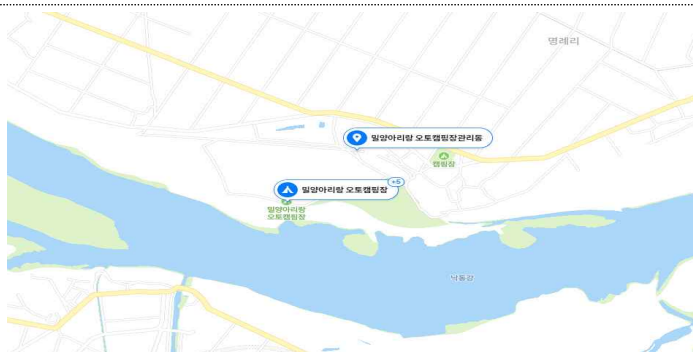 명례리
밀양아리랑 오토캠핑장관리동
캠핑장
+5
밀양아리랑 오토캠핑장
밀양아리랑
오토캠핑장
낙동강